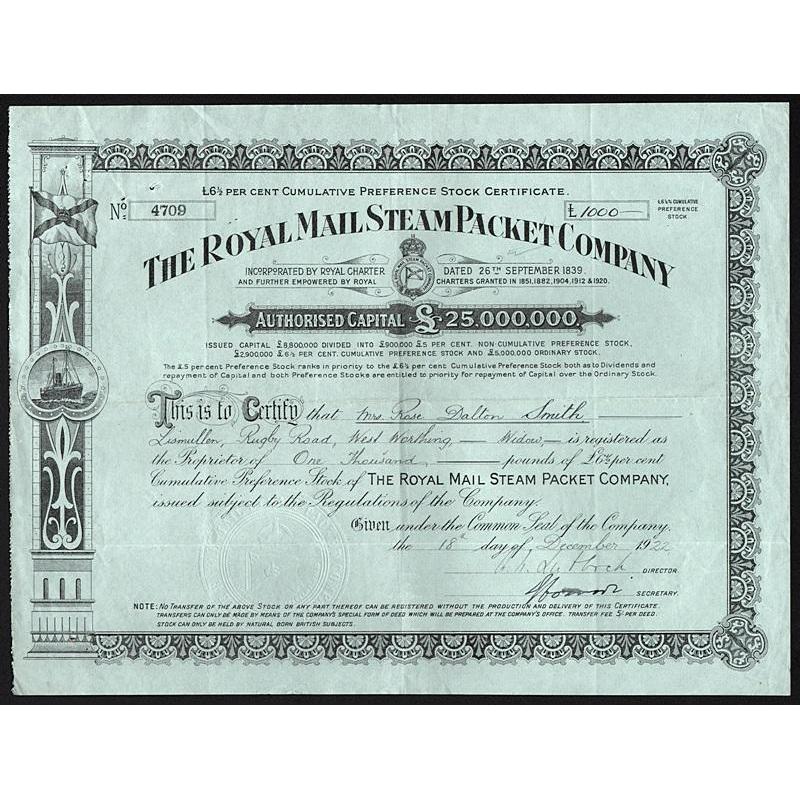 £6½ PER CENT CUMULATIVE PREFERENCE STOCK CERTIFICATE.
Nº 4709
£1000—
£6½% CUMULATIVE
PREFERENCE
STOCK.
THE ROYAL MAIL STEAM PACKET COMPANY
INCORPORATED BY ROYAL CHARTER DATED 26TH SEPTEMBER 1839.
AND FURTHER EMPOWERED BY ROYAL CHARTERS GRANTED IN 1851, 1882, 1904, 1912 & 1920.
AUTHORISED CAPITAL £25,000,000
ISSUED CAPITAL £8,800,000 DIVIDED INTO £900,000 £5 PER CENT. NON-CUMULATIVE PREFERENCE STOCK,
£2,900,000 £6½ PER CENT. CUMULATIVE PREFERENCE STOCK AND £5,000,000 ORDINARY STOCK.
The £5 per cent Preference Stock ranks in priority to the £6½ per cent Cumulative Preference Stock both as to Dividends and
repayment of Capital and both Preference Stocks are entitled to priority for repayment of Capital over the Ordinary Stock.
This is to Certify that Mrs. Rose Dalton Smith
Lismullen, Rugby Road, West Worthing, — Widow, — is registered as
the Proprietor of One Thousand, — pounds of £6½ per cent
Cumulative Preference Stock of THE ROYAL MAIL STEAM PACKET COMPANY,
issued subject to the Regulations of the Company.
Given under the Common Seal of the Company,
the 18th day of December 1922
DIRECTOR.
SECRETARY.
NOTE: NO TRANSFER OF THE ABOVE STOCK OR ANY PART THEREOF CAN BE REGISTERED WITHOUT THE PRODUCTION AND DELIVERY OF THIS CERTIFICATE.
TRANSFERS CAN ONLY BE MADE BY MEANS OF THE COMPANY'S SPECIAL FORM OF DEED WHICH WILL BE PREPARED AT THE COMPANY'S OFFICE. TRANSFER FEE 5/- PER DEED.
STOCK CAN ONLY BE HELD BY NATURAL BORN BRITISH SUBJECTS.